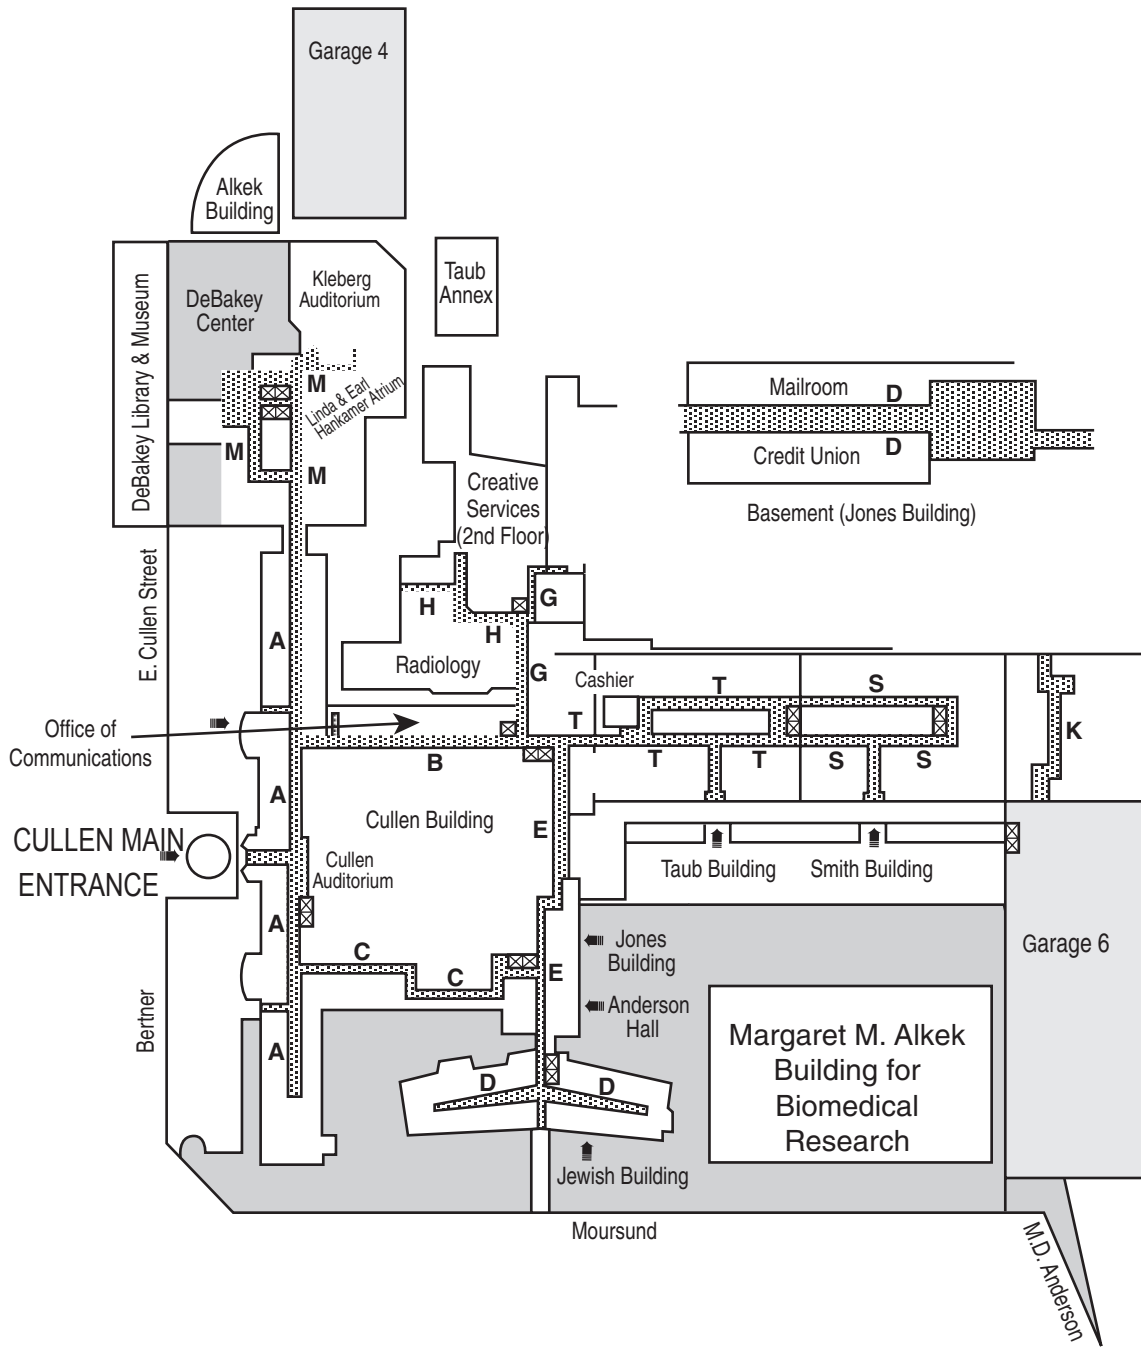 Garage 4
Alkek
Building
DeBakey Library & Museum
DeBakey
Center
Kleberg
Auditorium
Taub
Annex
M
Linda & Earl
Hankamer Atrium
M
M
Mailroom
D
Credit Union
D
Basement (Jones Building)
Creative
Services
(2nd Floor)
E. Cullen Street
A
H
H
G
Radiology
G
Cashier
T
S
Office of
Communications
T
K
B
T
T
S
S
A
Cullen Building
E
CULLEN MAIN
ENTRANCE
Cullen
Auditorium
Taub Building
Smith Building
A
C
C
E
Jones
Building
Garage 6
Anderson
Hall
Bertner
A
D
D
Margaret M. Alkek
Building for
Biomedical
Research
Jewish Building
Moursund
M.D. Anderson